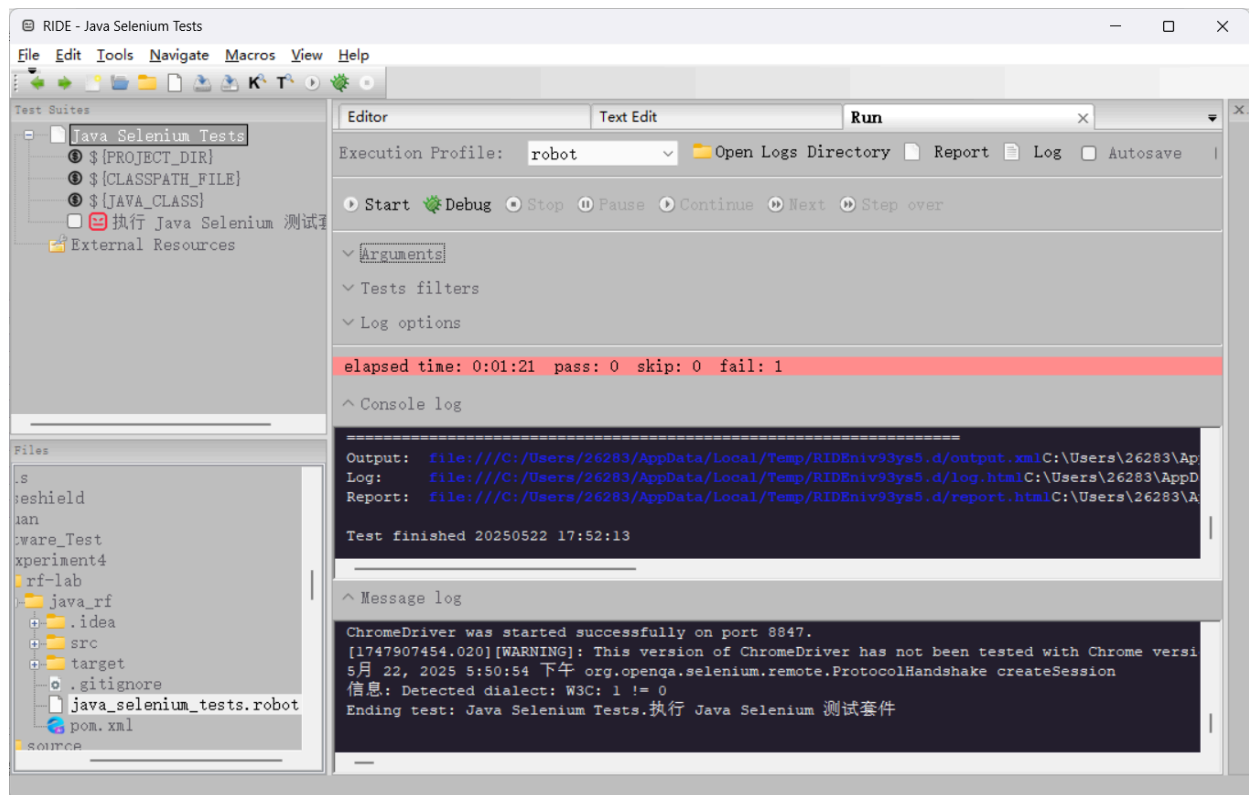 RIDE - Java Selenium Tests
File Edit Tools Navigate Macros View Help
Test Suites
Java Selenium Tests
${PROJECT_DIR}
${CLASSPATH_FILE}
${JAVA_CLASS}
执行 Java Selenium 测试
External Resources
Files
.s
eshield
uan
tware_Test
xperiment4
rf-lab
java_rf
.idea
src
target
.gitignore
java_selenium_tests.robot
pom.xml
source
Editor Text Edit Run
Execution Profile: robot Open Logs Directory Report Log Autosave
Start Debug Stop Pause Continue Next Step over
Arguments
Tests filters
Log options
elapsed time: 0:01:21 pass: 0 skip: 0 fail: 1
Console log
==============================================================================
Output: file:///C:/Users/26283/AppData/Local/Temp/RIDEniv93ys5.d/output.xmlC:\Users\26283\Ap
Log: file:///C:/Users/26283/AppData/Local/Temp/RIDEniv93ys5.d/log.htmlC:\Users\26283\AppD
Report: file:///C:/Users/26283/AppData/Local/Temp/RIDEniv93ys5.d/report.htmlC:\Users\26283\A
Test finished 20250522 17:52:13
Message log
ChromeDriver was started successfully on port 8847.
[1747907454.020][WARNING]: This version of ChromeDriver has not been tested with Chrome versi
5月 22, 2025 5:50:54 下午 org.openqa.selenium.remote.ProtocolHandshake createSession
信息: Detected dialect: W3C: 1 != 0
Ending test: Java Selenium Tests.执行 Java Selenium 测试套件